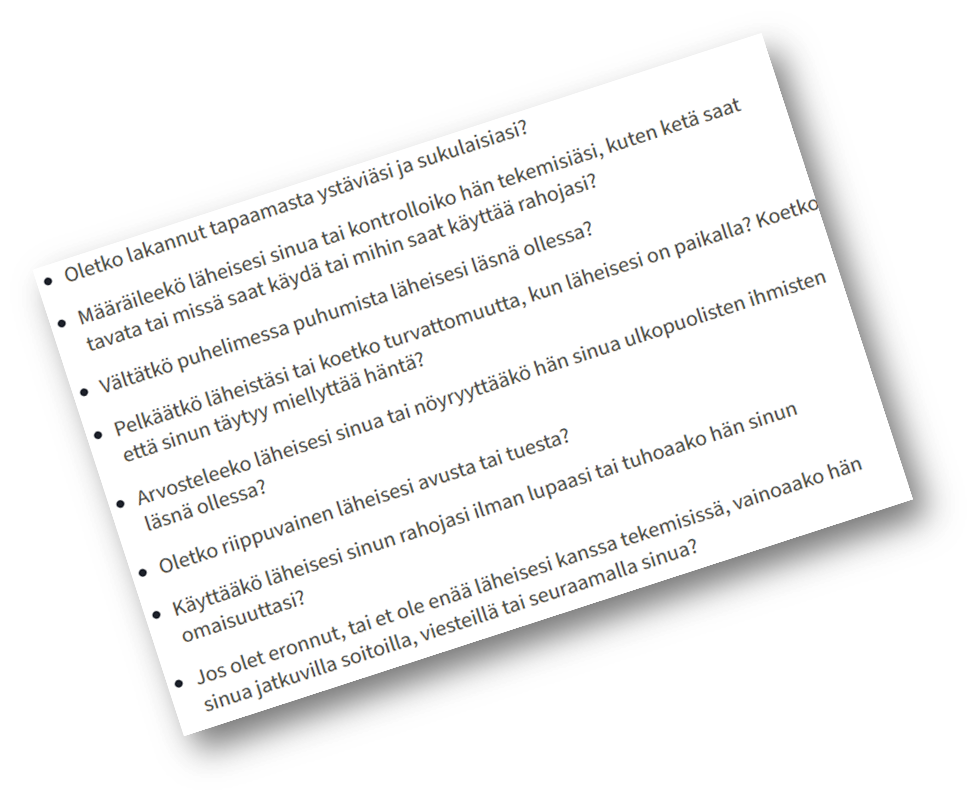 • Oletko lakannut tapaamasta ystäviäsi ja sukulaisiasi?
• Määräileekö läheisesi sinua tai kontrolloiko hän tekemisiäsi, kuten ketä saat
tavata tai missä saat käydä tai mihin saat käyttää rahojasi?
• Vältätkö puhelimessa puhumista läheisesi läsnä ollessa?
• Pelkäätkö läheistäsi tai koetko turvattomuutta, kun läheisesi on paikalla? Koetko
että sinun täytyy miellyttää häntä?
• Arvosteleeko läheisesi sinua tai nöyryyttääkö hän sinua ulkopuolisten ihmisten
läsnä ollessa?
• Oletko riippuvainen läheisesi avusta tai tuesta?
• Käyttääkö läheisesi sinun rahojasi ilman lupaasi tai tuhoaako hän sinun
omaisuuttasi?
• Jos olet eronnut, tai et ole enää läheisesi kanssa tekemisissä, vainoaako hän
sinua jatkuvilla soitoilla, viesteillä tai seuraamalla sinua?